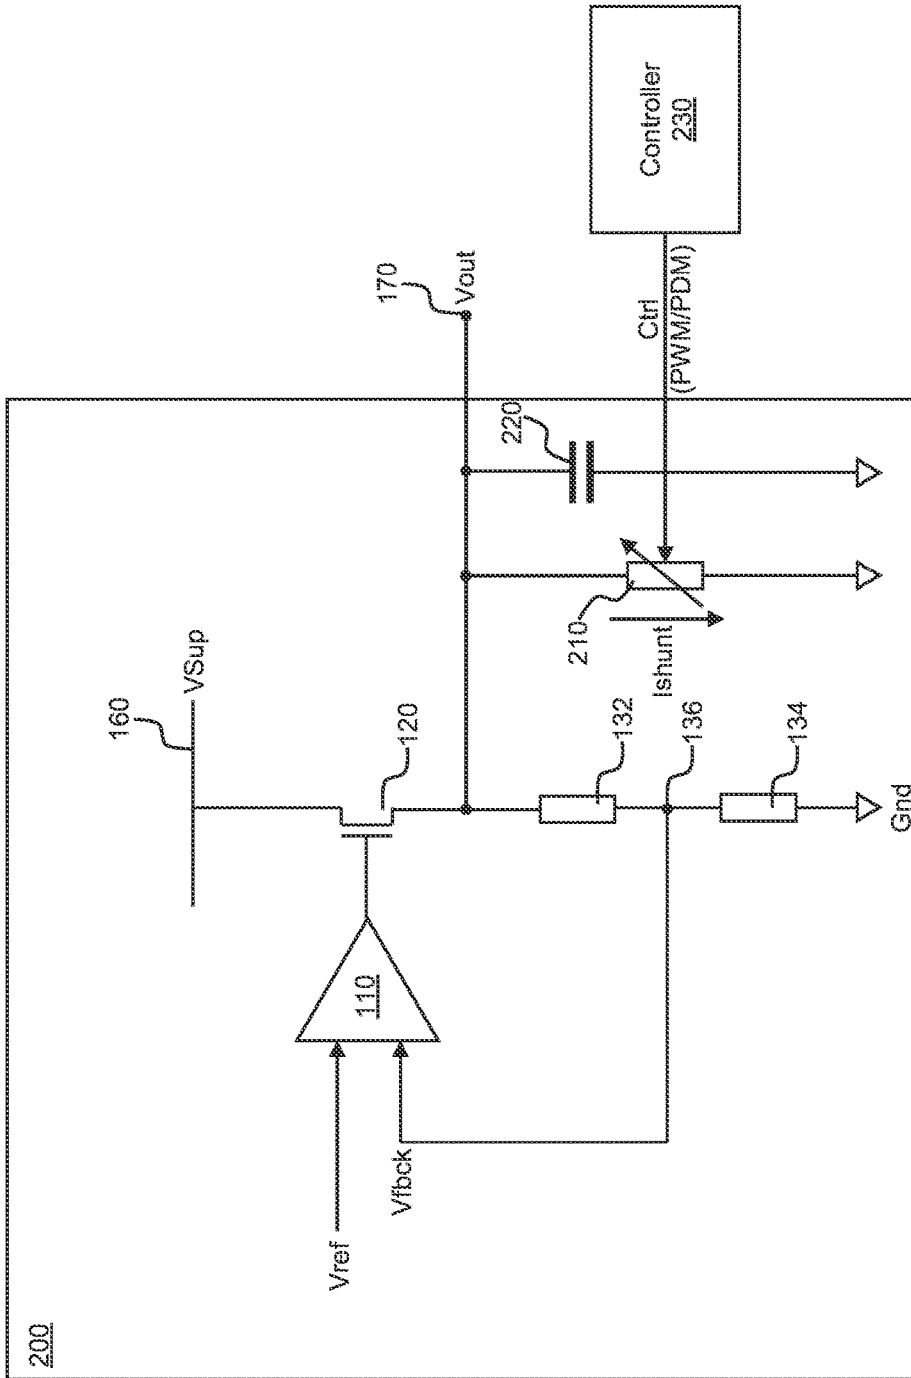 200
160
VSup
170
Vout
120
110
Vref
Vfbck
132
136
134
Gnd
210
Ishunt
220
Ctrl
(PWM/PDM)
Controller
230